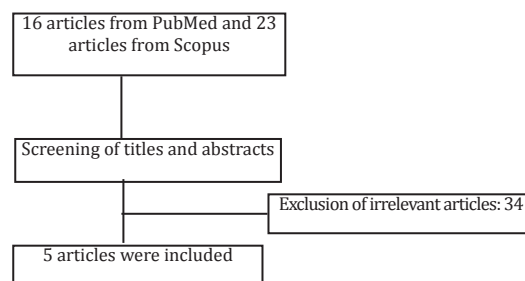 16 articles from PubMed and 23
articles from Scopus
Screening of titles and abstracts
Exclusion of irrelevant articles: 34
5 articles were included